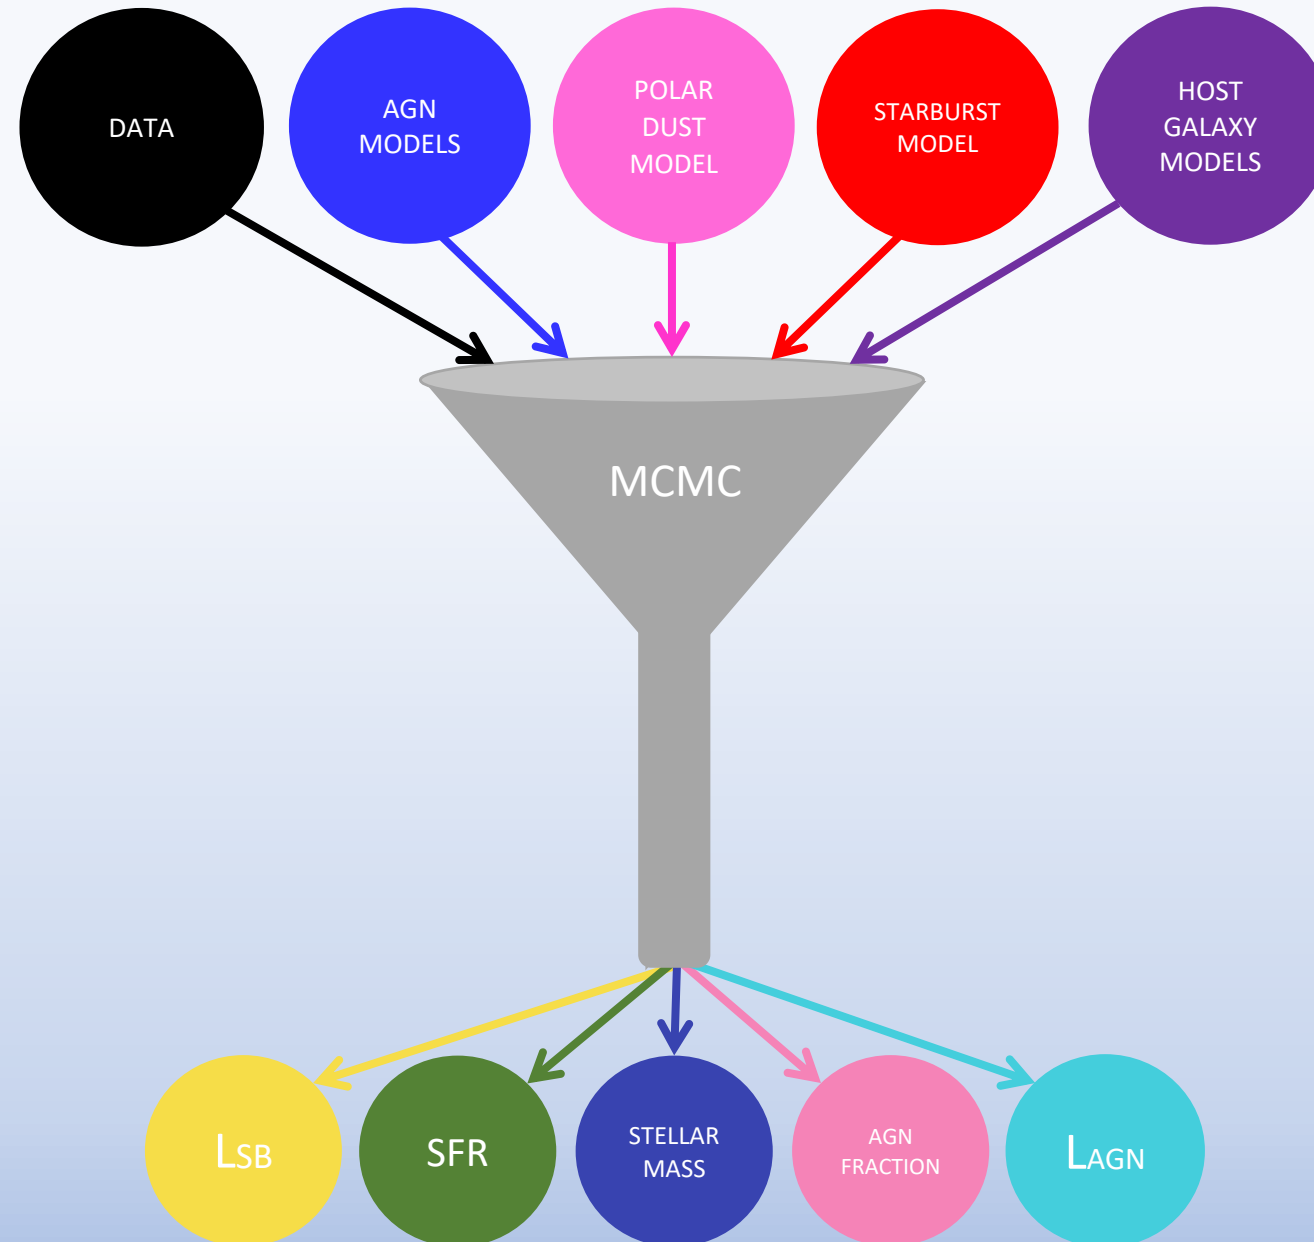 DATA
AGN
MODELS
POLAR
DUST
MODEL
STARBURST
MODEL
HOST
GALAXY
MODELS
MCMC
LSB
SFR
STELLAR
MASS
AGN
FRACTION
LAGN